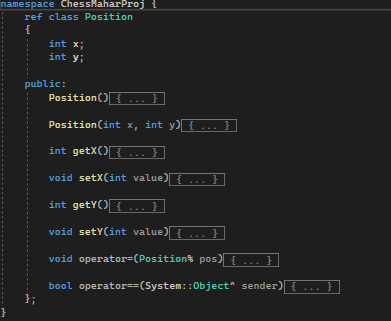 namespace ChessMaharProj {
ref class Position
{
int x;
int y;
public:
Position(){ ... }
Position(int x, int y){ ... }
int getX(){ ... }
void setX(int value){ ... }
int getY(){ ... }
void setY(int value){ ... }
void operator=(Position% pos){ ... }
bool operator==(System::Object^ sender){ ... }
};
}